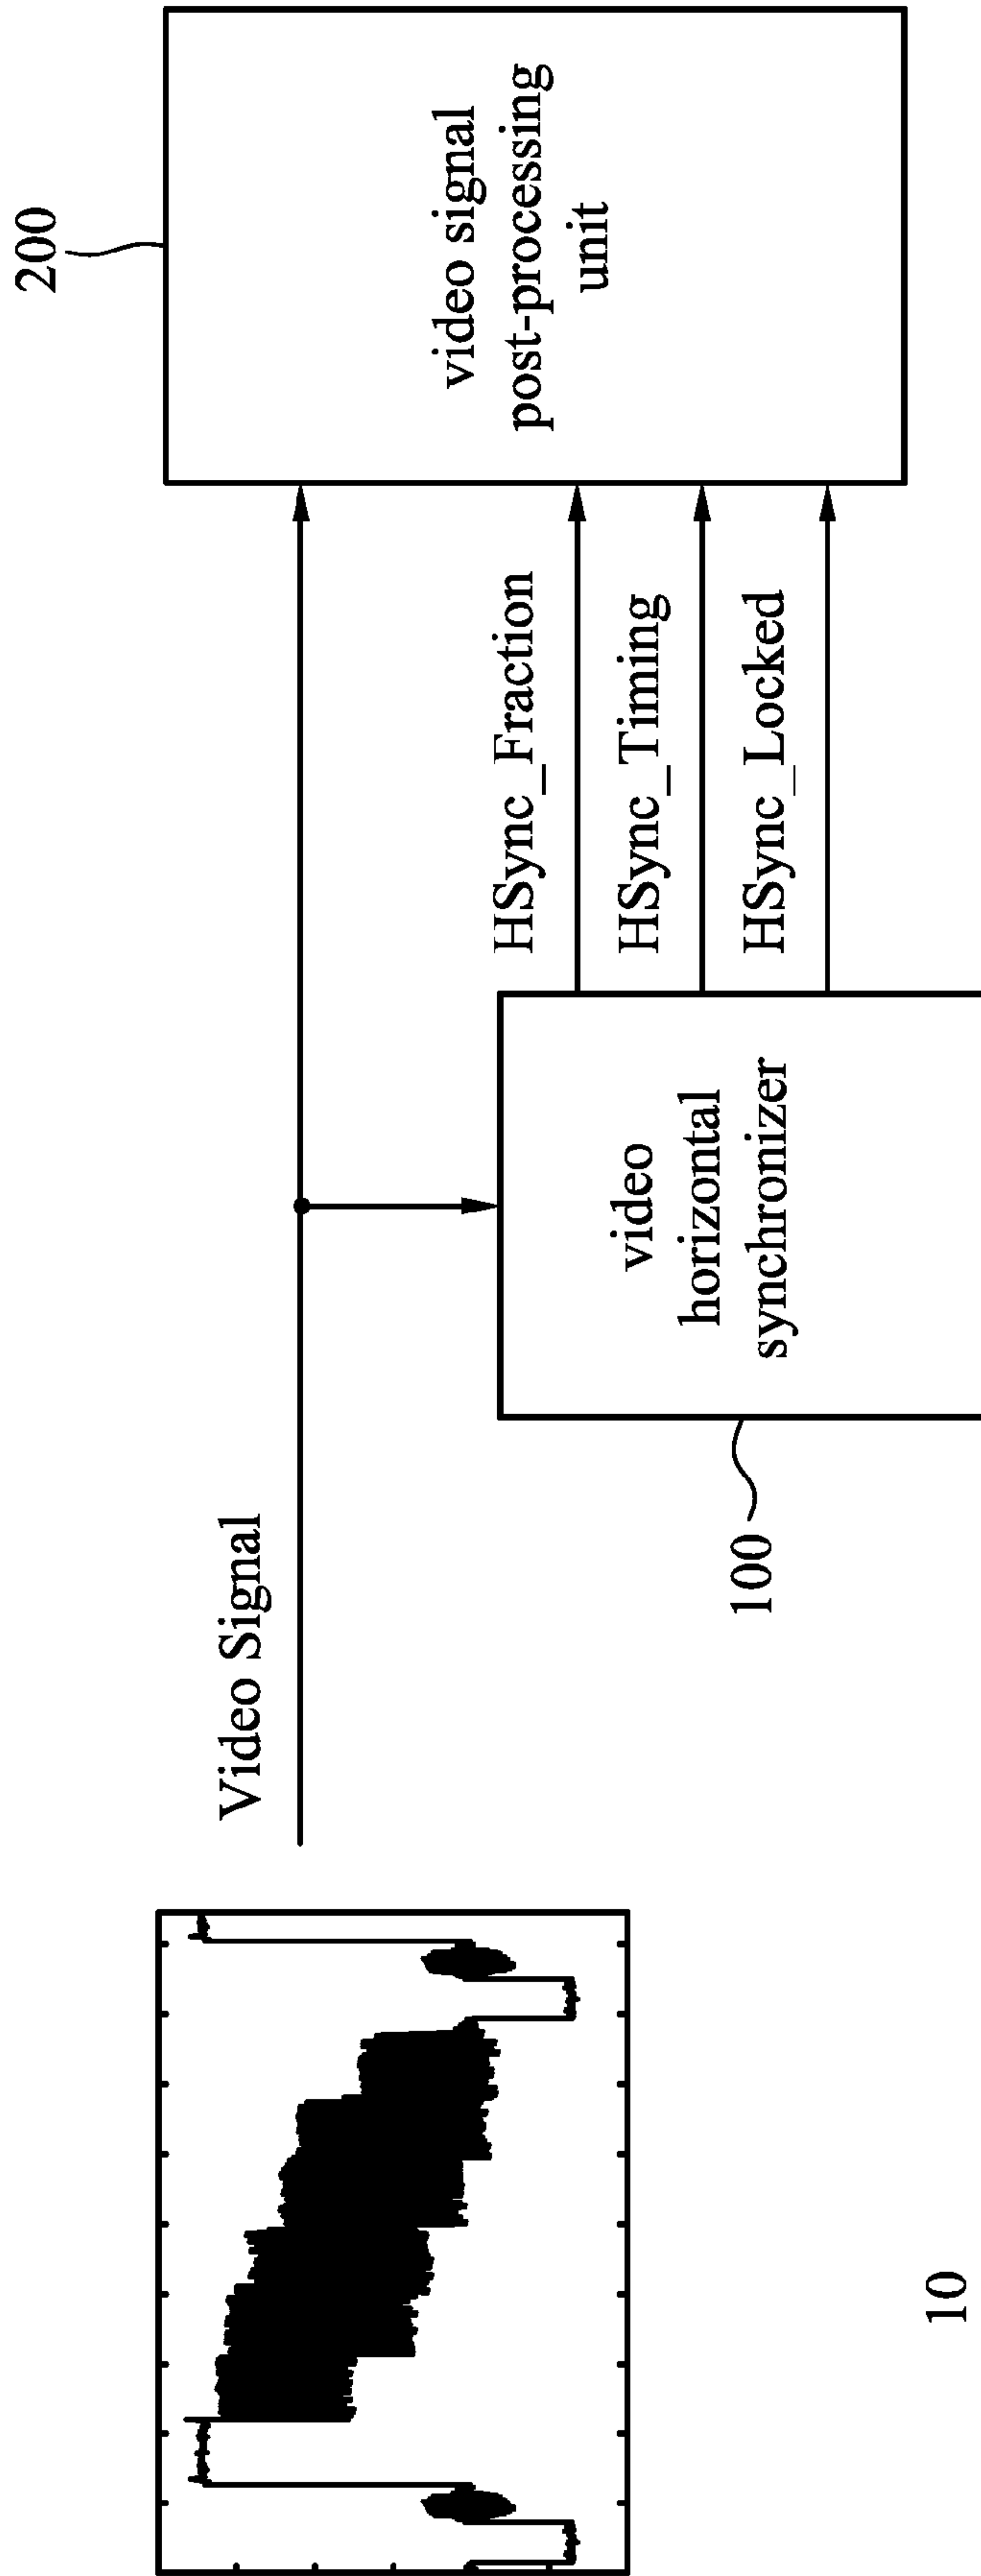 Video Signal
200
video signal
post-processing
unit
HSync_Fraction
HSync_Timing
HSync_Locked
video
horizontal
synchronizer
100
10